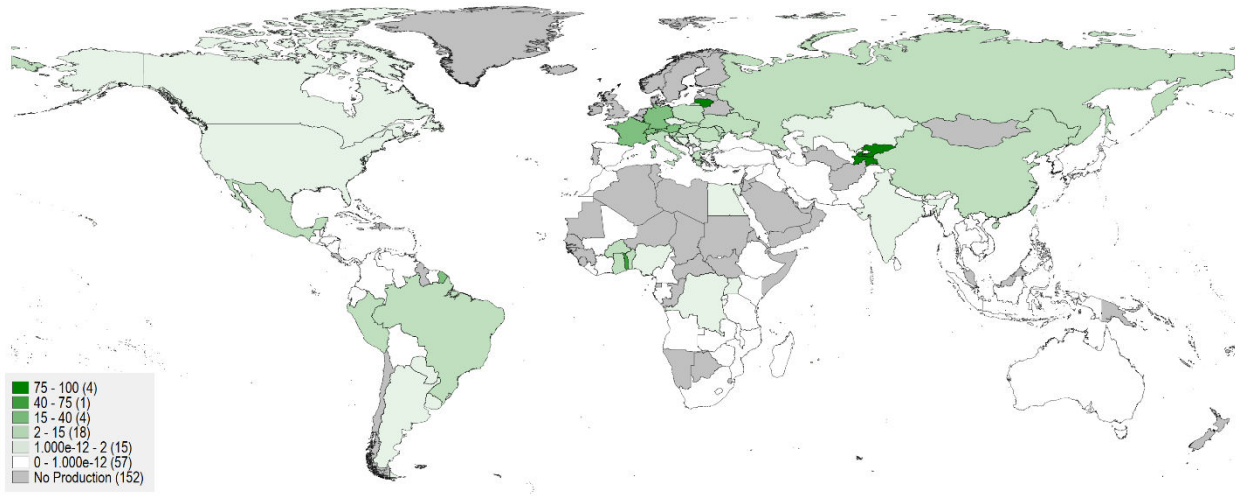 75 - 100 (4)
40 - 75 (1)
15 - 40 (4)
2 - 15 (18)
1.000e-12 - 2 (15)
0 - 1.000e-12 (57)
No Production (152)